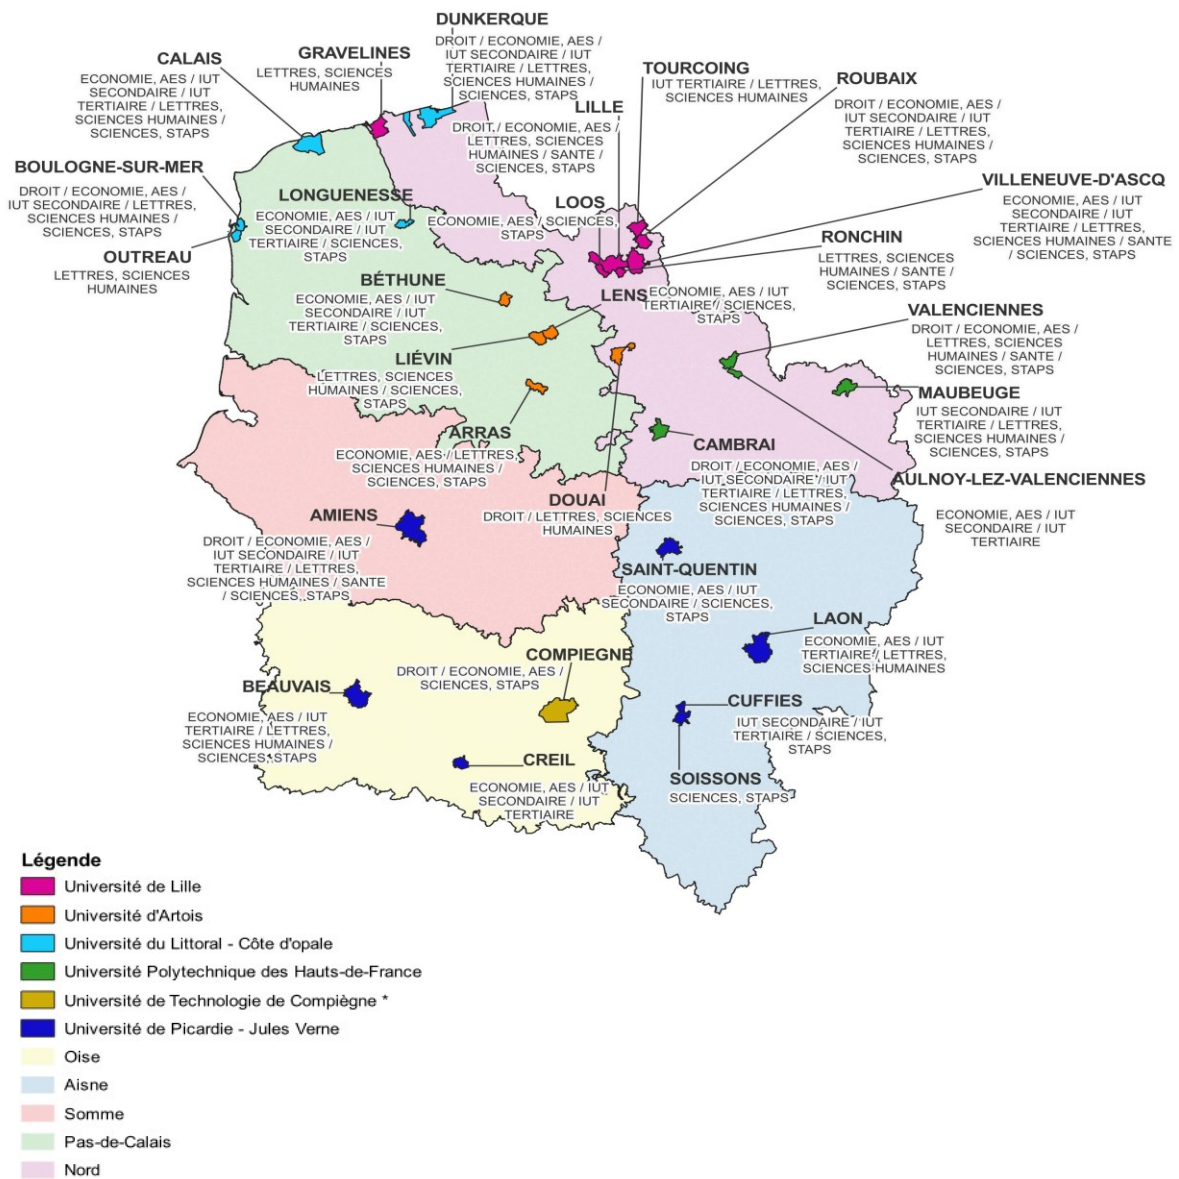 DUNKERQUE
DROIT / ECONOMIE, AES /
IUT SECONDAIRE / IUT
TERTIAIRE / LETTRES,
SCIENCES HUMAINES /
SCIENCES, STAPS
GRAVELINES
LETTRES, SCIENCES
HUMAINES
CALAIS
ECONOMIE, AES / IUT
SECONDAIRE / IUT
TERTIAIRE / LETTRES,
SCIENCES HUMAINES /
SCIENCES, STAPS
TOURCOING
IUT TERTIAIRE / LETTRES,
SCIENCES HUMAINES
ROUBAIX
DROIT / ECONOMIE, AES /
IUT SECONDAIRE / IUT
TERTIAIRE / LETTRES,
SCIENCES HUMAINES /
SCIENCES, STAPS
LILLE
DROIT / ECONOMIE, AES /
LETTRES, SCIENCES
HUMAINES / SANTE /
SCIENCES, STAPS
BOULOGNE-SUR-MER
DROIT / ECONOMIE, AES /
IUT SECONDAIRE / LETTRES,
SCIENCES HUMAINES /
SCIENCES, STAPS
OUTREAU
LETTRES, SCIENCES
HUMAINES
LONGUENESSE
ECONOMIE, AES / IUT
SECONDAIRE / IUT
TERTIAIRE / SCIENCES,
STAPS
LOOS
ECONOMIE, AES / SCIENCES,
STAPS
VILLENEUVE-D'ASCQ
ECONOMIE, AES / IUT
SECONDAIRE / IUT
TERTIAIRE / LETTRES,
SCIENCES HUMAINES / SANTE
/ SCIENCES, STAPS
RONCHIN
LETTRES, SCIENCES
HUMAINES / SANTE /
SCIENCES, STAPS
BÉTHUNE
ECONOMIE, AES / IUT
SECONDAIRE / IUT
TERTIAIRE / SCIENCES,
STAPS
LENS
ECONOMIE, AES / IUT
TERTIAIRE / SCIENCES,
STAPS
VALENCIENNES
DROIT / ECONOMIE, AES /
LETTRES, SCIENCES
HUMAINES / SANTE /
SCIENCES, STAPS
LIÉVIN
LETTRES, SCIENCES
HUMAINES / SCIENCES,
STAPS
MAUBEUGE
IUT SECONDAIRE / IUT
TERTIAIRE / LETTRES,
SCIENCES HUMAINES /
SCIENCES, STAPS
ARRAS
ECONOMIE, AES / LETTRES,
SCIENCES HUMAINES /
SCIENCES, STAPS
CAMBRAI
DROIT / ECONOMIE, AES /
IUT SECONDAIRE / IUT
TERTIAIRE / LETTRES,
SCIENCES HUMAINES /
SCIENCES, STAPS
AULNOY-LEZ-VALENCIENNES
ECONOMIE, AES / IUT
SECONDAIRE / IUT
TERTIAIRE
DOUAI
DROIT / LETTRES, SCIENCES
HUMAINES
AMIENS
DROIT / ECONOMIE, AES /
IUT SECONDAIRE / IUT
TERTIAIRE / LETTRES,
SCIENCES HUMAINES / SANTE
/ SCIENCES, STAPS
SAINT-QUENTIN
ECONOMIE, AES / IUT
SECONDAIRE / SCIENCES,
STAPS
LAON
ECONOMIE, AES / IUT
TERTIAIRE / LETTRES,
SCIENCES HUMAINES
COMPIEGNE
DROIT / ECONOMIE, AES /
SCIENCES, STAPS
BEAUVAIS
ECONOMIE, AES / IUT
TERTIAIRE / LETTRES,
SCIENCES HUMAINES /
SCIENCES, STAPS
CUFFIES
IUT SECONDAIRE / IUT
TERTIAIRE / SCIENCES,
STAPS
CREIL
ECONOMIE, AES / IUT
SECONDAIRE / IUT
TERTIAIRE
SOISSONS
SCIENCES, STAPS
Légende
Université de Lille
Université d'Artois
Université du Littoral - Côte d'opale
Université Polytechnique des Hauts-de-France
Université de Technologie de Compiègne *
Université de Picardie - Jules Verne
Oise
Aisne
Somme
Pas-de-Calais
Nord